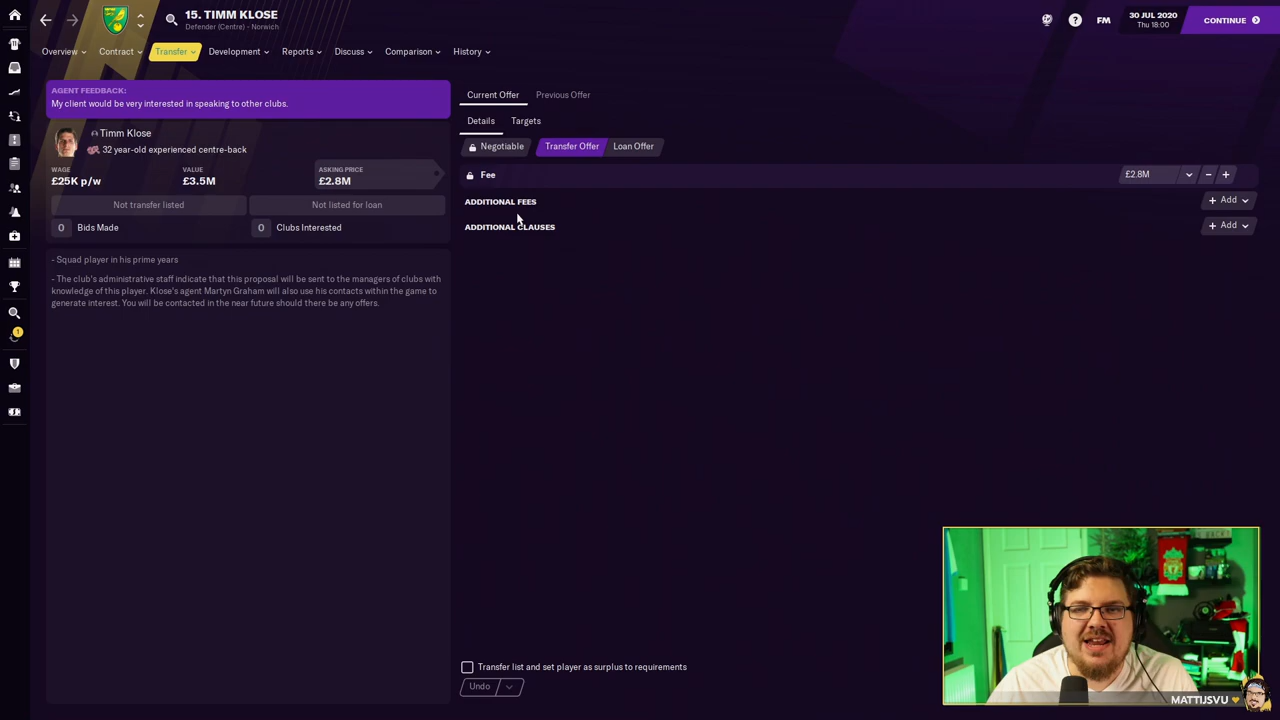 15. TIMM KLOSE
Defender (Centre) - Norwich
FM
30 JUL 2020
Thu 18:00
CONTINUE
Overview
Contract
Transfer
Development
Reports
Discuss
Comparison
History
AGENT FEEDBACK:
My client would be very interested in speaking to other clubs.
Timm Klose
32 year-old experienced centre-back
WAGE
£25K p/w
VALUE
£3.5M
ASKING PRICE
£2.8M
Not transfer listed
Not listed for loan
0 Bids Made
0 Clubs Interested
- Squad player in his prime years
- The club's administrative staff indicate that this proposal will be sent to the managers of clubs with
knowledge of this player. Klose's agent Martyn Graham will also use his contacts within the game to
generate interest. You will be contacted in the near future should there be any offers.
Current Offer
Previous Offer
Details
Targets
Negotiable
Transfer Offer
Loan Offer
Fee
£2.8M
ADDITIONAL FEES
+ Add
ADDITIONAL CLAUSES
+ Add
Transfer list and set player as surplus to requirements
Undo
1
MATTIJSVU